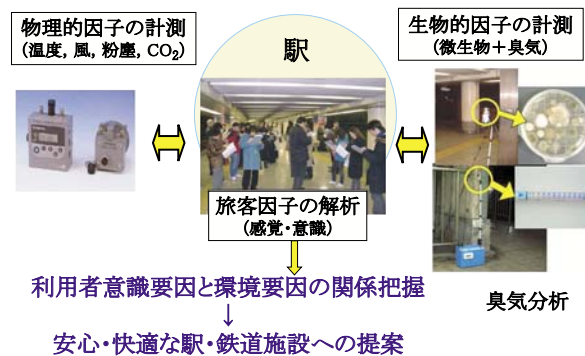 物理的因子の計測
(温度, 風, 粉塵, CO₂)
駅
生物的因子の計測
(微生物+臭気)
旅客因子の解析
(感覚・意識)
利用者意識要因と環境要因の関係把握
↓
安心・快適な駅・鉄道施設への提案
臭気分析